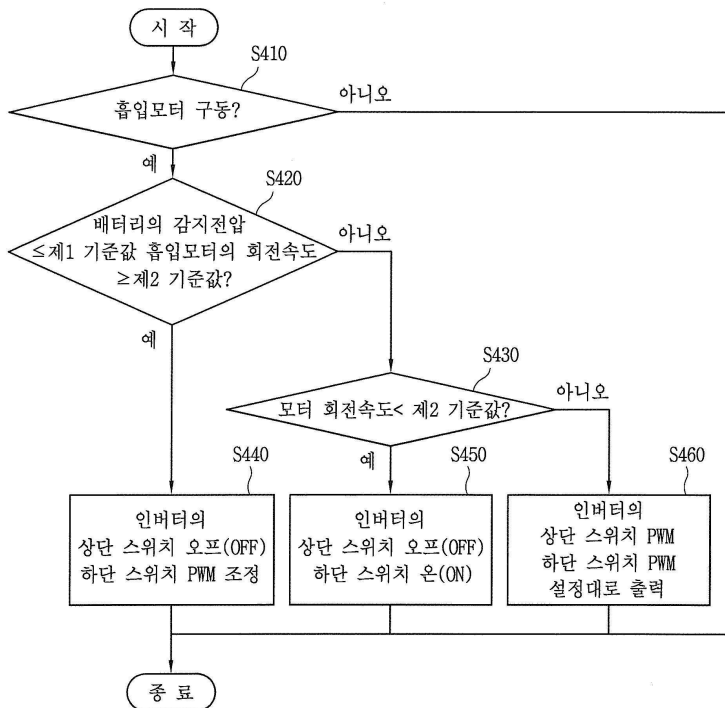 시 작
S410
흡입모터 구동?
아니오
예
S420
배터리의 감지전압
≤제1 기준값 흡입모터의 회전속도
≥제2 기준값?
아니오
예
S430
모터 회전속도< 제2 기준값?
아니오
예
S440
인버터의
상단 스위치 오프(OFF)
하단 스위치 PWM 조정
S450
인버터의
상단 스위치 오프(OFF)
하단 스위치 온(ON)
S460
인버터의
상단 스위치 PWM
하단 스위치 PWM
설정대로 출력
종 료